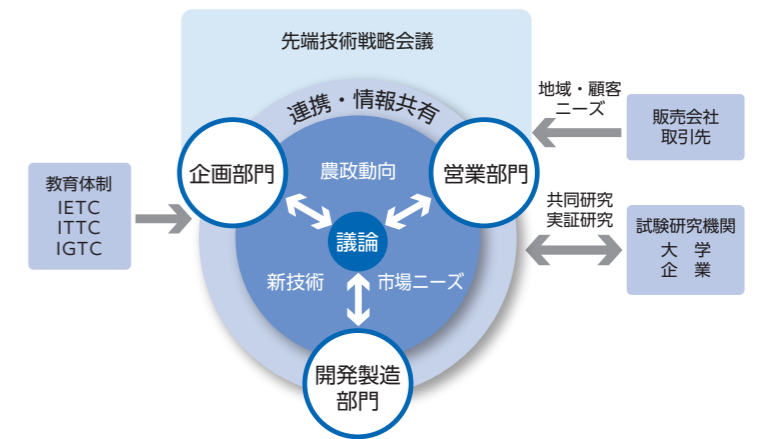 先端技術戦略会議
連携・情報共有
企画部門
農政動向
営業部門
議論
新技術
市場ニーズ
開発製造
部門
教育体制
IETC
ITTC
IGTC
地域・顧客
ニーズ
販売会社
取引先
共同研究
実証研究
試験研究機関
大　学
企　業